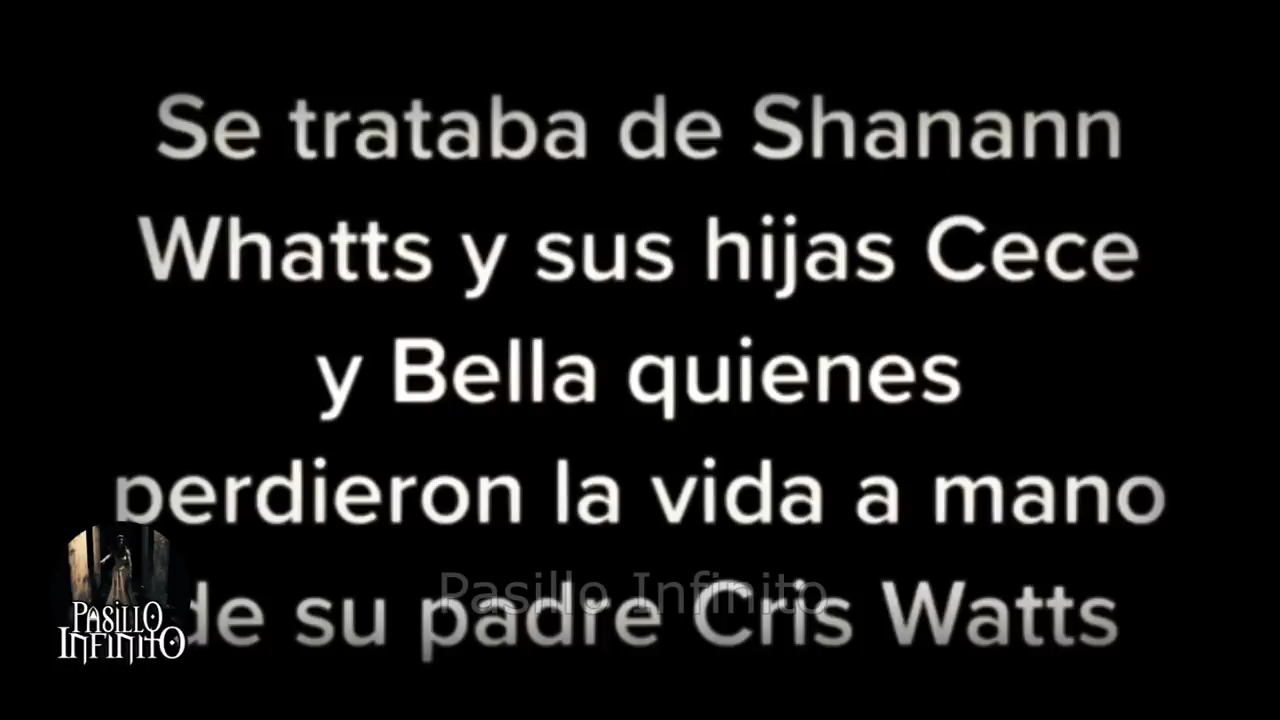 Se trataba de Shanann
Whatts y sus hijas Cece
y Bella quienes
perdieron la vida a mano
de su padre Cris Watts
Pasillo Infinito
PASILLO
INFINITO